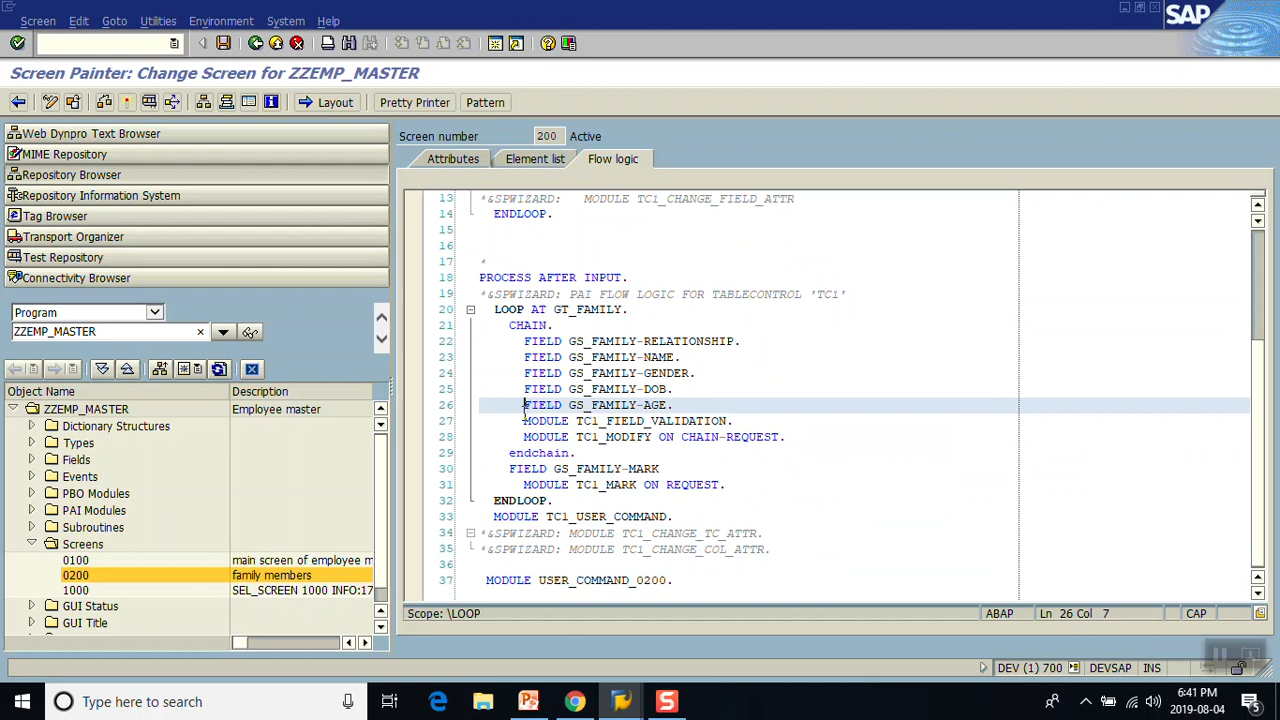 Screen Edit Goto Utilities Environment System Help
SAP
Screen Painter: Change Screen for ZZEMP_MASTER
Layout Pretty Printer Pattern
Web Dynpro Text Browser
MIME Repository
Repository Browser
Repository Information System
Tag Browser
Transport Organizer
Test Repository
Connectivity Browser
Program
ZZEMP_MASTER
Object Name Description
ZZEMP_MASTER Employee master
Dictionary Structures
Types
Fields
Events
PBO Modules
PAI Modules
Subroutines
Screens
0100 main screen of employee m
0200 family members
1000 SEL_SCREEN 1000 INFO:17
GUI Status
GUI Title
Screen number 200 Active
Attributes Element list Flow logic
13 *&SPWIZARD: MODULE TC1_CHANGE_FIELD_ATTR
14 ENDLOOP.
15
16
17 *
18 PROCESS AFTER INPUT.
19 *&SPWIZARD: PAI FLOW LOGIC FOR TABLECONTROL 'TC1'
20 LOOP AT GT_FAMILY.
21 CHAIN.
22 FIELD GS_FAMILY-RELATIONSHIP.
23 FIELD GS_FAMILY-NAME.
24 FIELD GS_FAMILY-GENDER.
25 FIELD GS_FAMILY-DOB.
26 FIELD GS_FAMILY-AGE.
27 MODULE TC1_FIELD_VALIDATION.
28 MODULE TC1_MODIFY ON CHAIN-REQUEST.
29 endchain.
30 FIELD GS_FAMILY-MARK
31 MODULE TC1_MARK ON REQUEST.
32 ENDLOOP.
33 MODULE TC1_USER_COMMAND.
34 *&SPWIZARD: MODULE TC1_CHANGE_TC_ATTR.
35 *&SPWIZARD: MODULE TC1_CHANGE_COL_ATTR.
36
37 MODULE USER_COMMAND_0200.
Scope: \LOOP ABAP Ln 26 Col 7 CAP
DEV (1) 700 DEVSAP INS
Type here to search
6:41 PM
2019-08-04
5